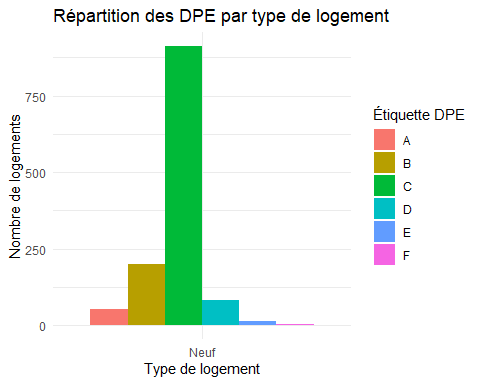 Répartition des DPE par type de logement
Nombre de logements
750
500
250
0
Neuf
Type de logement
Étiquette DPE
A
B
C
D
E
F